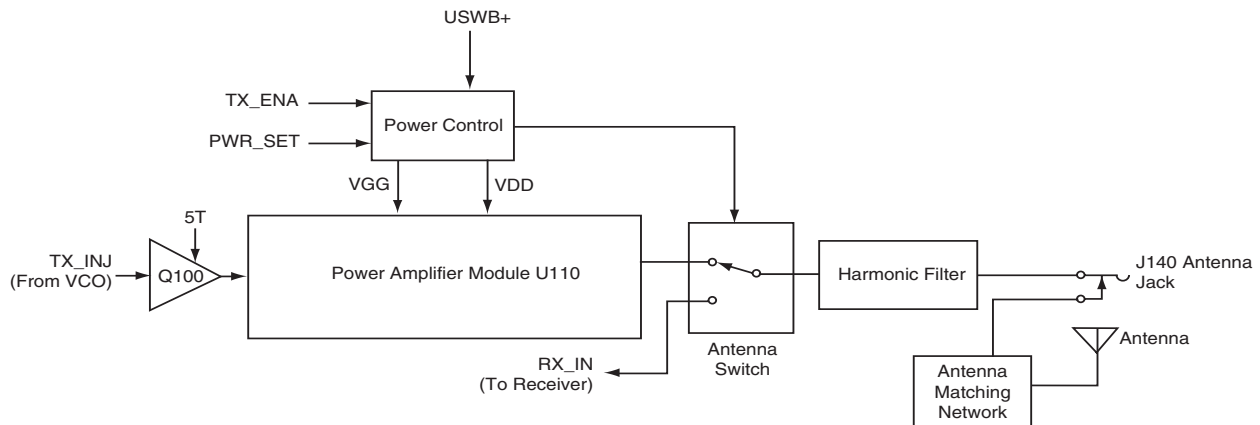 USWB+
TX_ENA
Power Control
PWR_SET
VGG
VDD
5T
TX_INJ
(From VCO)
Q100
Power Amplifier Module U110
Harmonic Filter
J140 Antenna
Jack
Antenna
Switch
RX_IN
(To Receiver)
Antenna
Antenna
Matching
Network